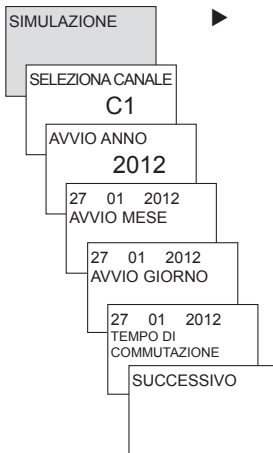 SIMULAZIONE
SELEZIONA CANALE
C1
AVVIO ANNO
2012
27 01 2012
AVVIO MESE
27 01 2012
AVVIO GIORNO
27 01 2012
TEMPO DI
COMMUTAZIONE
SUCCESSIVO